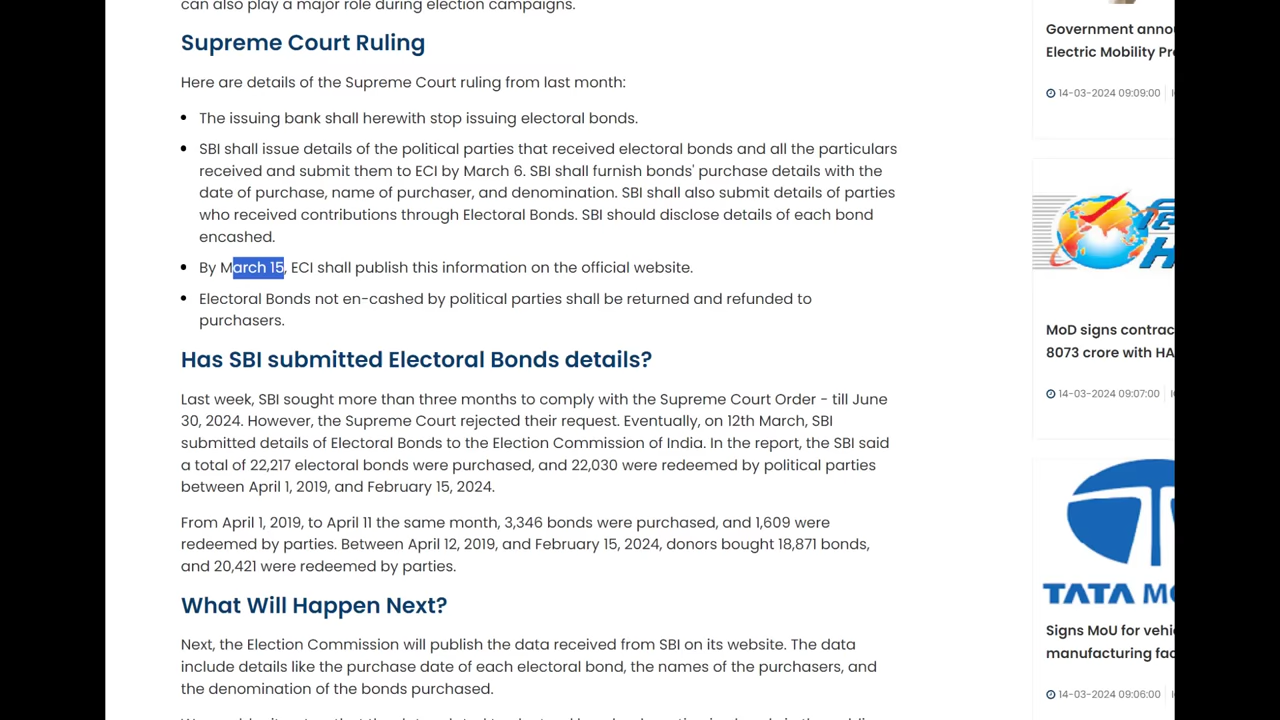 can also play a major role during election campaigns.
Supreme Court Ruling
Here are details of the Supreme Court ruling from last month:
The issuing bank shall herewith stop issuing electoral bonds.
SBI shall issue details of the political parties that received electoral bonds and all the particulars
received and submit them to ECI by March 6. SBI shall furnish bonds' purchase details with the
date of purchase, name of purchaser, and denomination. SBI shall also submit details of parties
who received contributions through Electoral Bonds. SBI should disclose details of each bond
encashed.
By March 15, ECI shall publish this information on the official website.
Electoral Bonds not en-cashed by political parties shall be returned and refunded to
purchasers.
Has SBI submitted Electoral Bonds details?
Last week, SBI sought more than three months to comply with the Supreme Court Order - till June
30, 2024. However, the Supreme Court rejected their request. Eventually, on 12th March, SBI
submitted details of Electoral Bonds to the Election Commission of India. In the report, the SBI said
a total of 22,217 electoral bonds were purchased, and 22,030 were redeemed by political parties
between April 1, 2019, and February 15, 2024.
From April 1, 2019, to April 11 the same month, 3,346 bonds were purchased, and 1,609 were
redeemed by parties. Between April 12, 2019, and February 15, 2024, donors bought 18,871 bonds,
and 20,421 were redeemed by parties.
What Will Happen Next?
Next, the Election Commission will publish the data received from SBI on its website. The data
include details like the purchase date of each electoral bond, the names of the purchasers, and
the denomination of the bonds purchased.
Government annou
Electric Mobility Pr
14-03-2024 09:09:00
MoD signs contrac
8073 crore with HA
14-03-2024 09:07:00
TATA MO
Signs MoU for vehi
manufacturing fac
14-03-2024 09:06:00